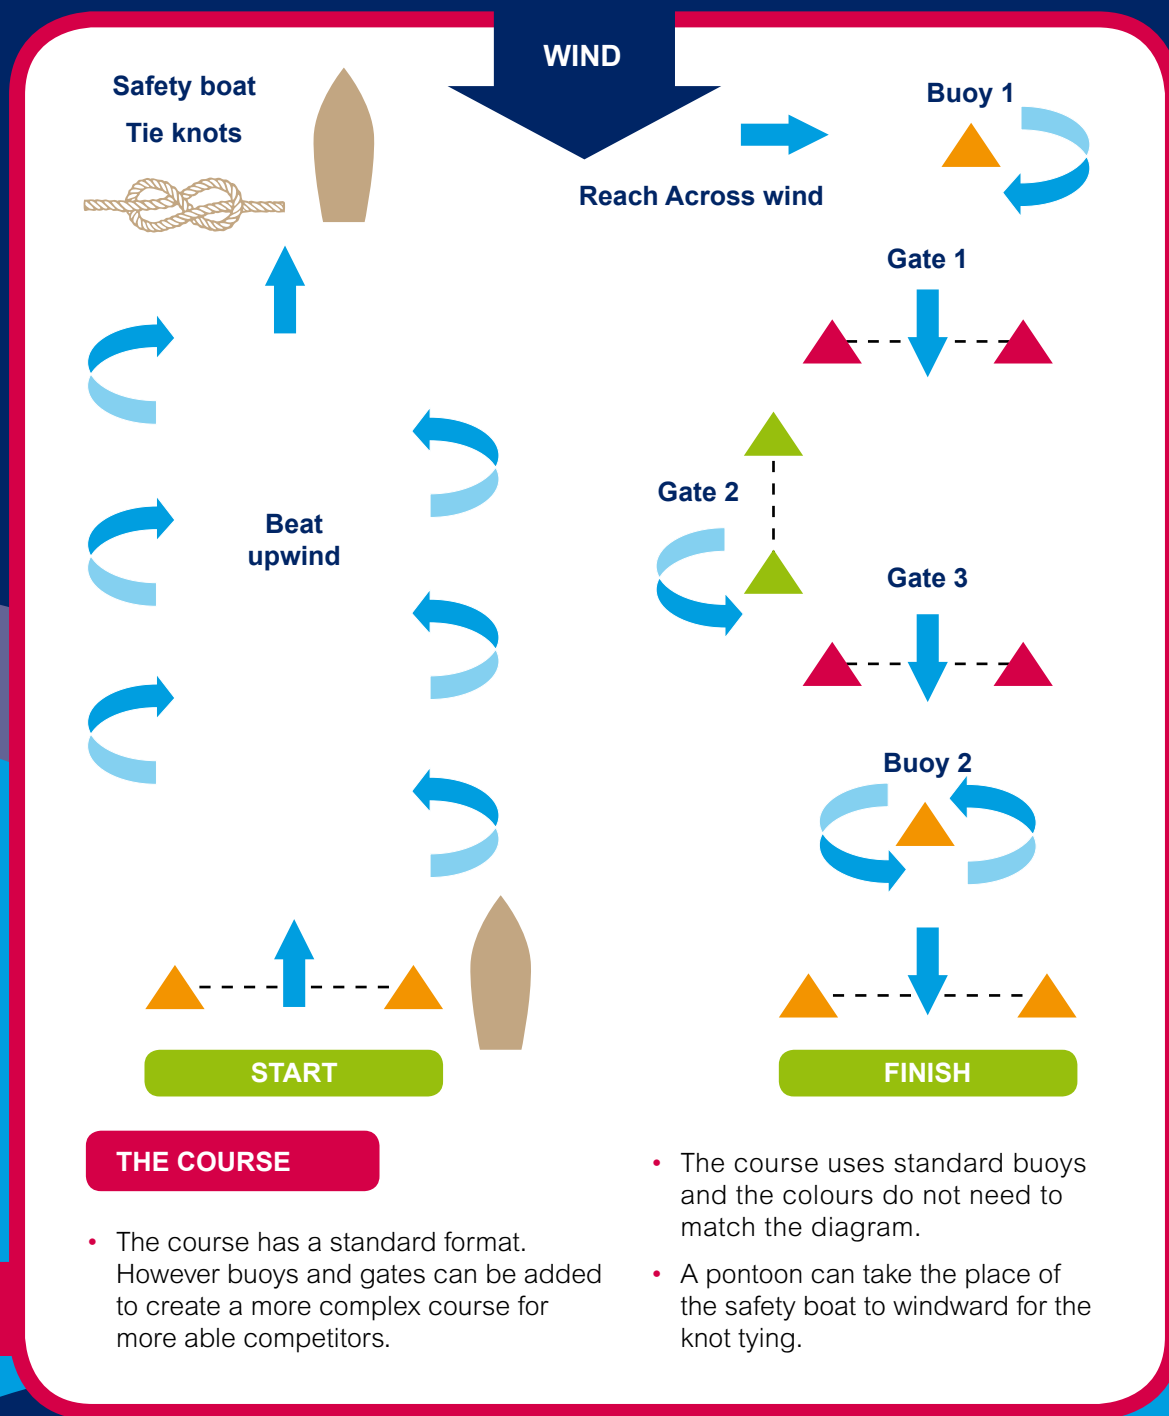 WIND
Safety boat
Tie knots
Buoy 1
Reach Across wind
Gate 1
Gate 2
Beat
upwind
Gate 3
Buoy 2
START
FINISH
THE COURSE
• The course has a standard format.
However buoys and gates can be added
to create a more complex course for
more able competitors.
• The course uses standard buoys
and the colours do not need to
match the diagram.
• A pontoon can take the place of
the safety boat to windward for the
knot tying.